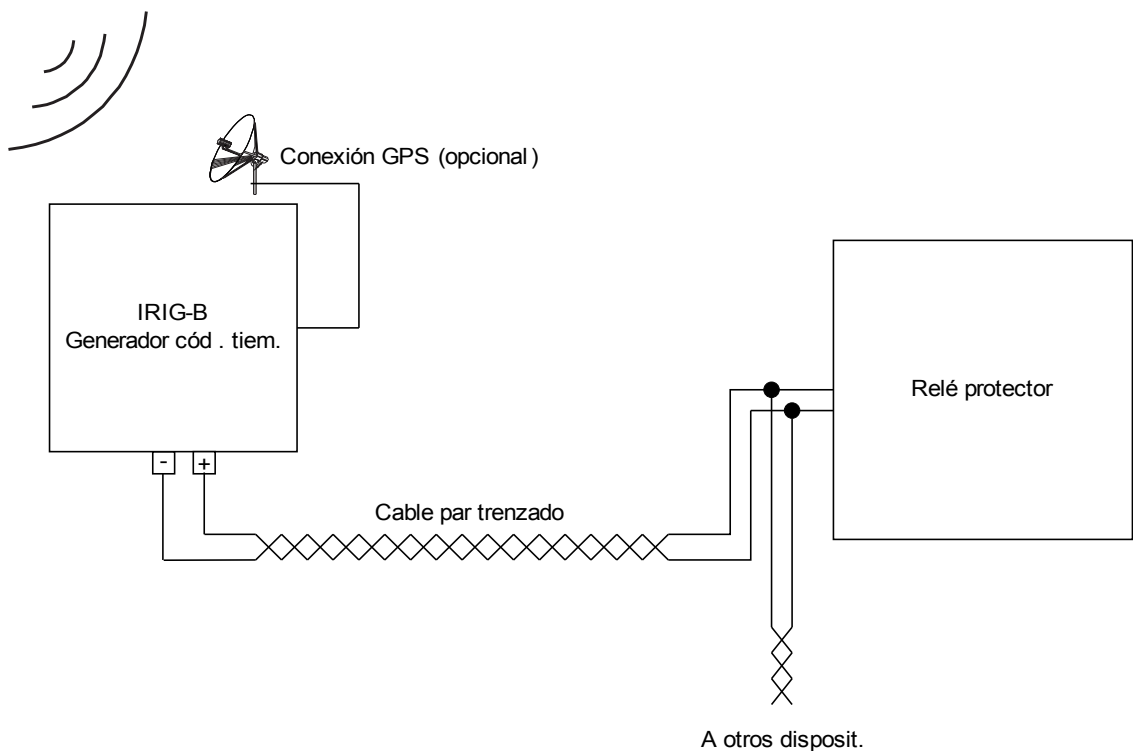 Conexión GPS (opcional)
IRIG-B
Generador cód . tiem.
Relé protector
- +
Cable par trenzado
A otros disposit.